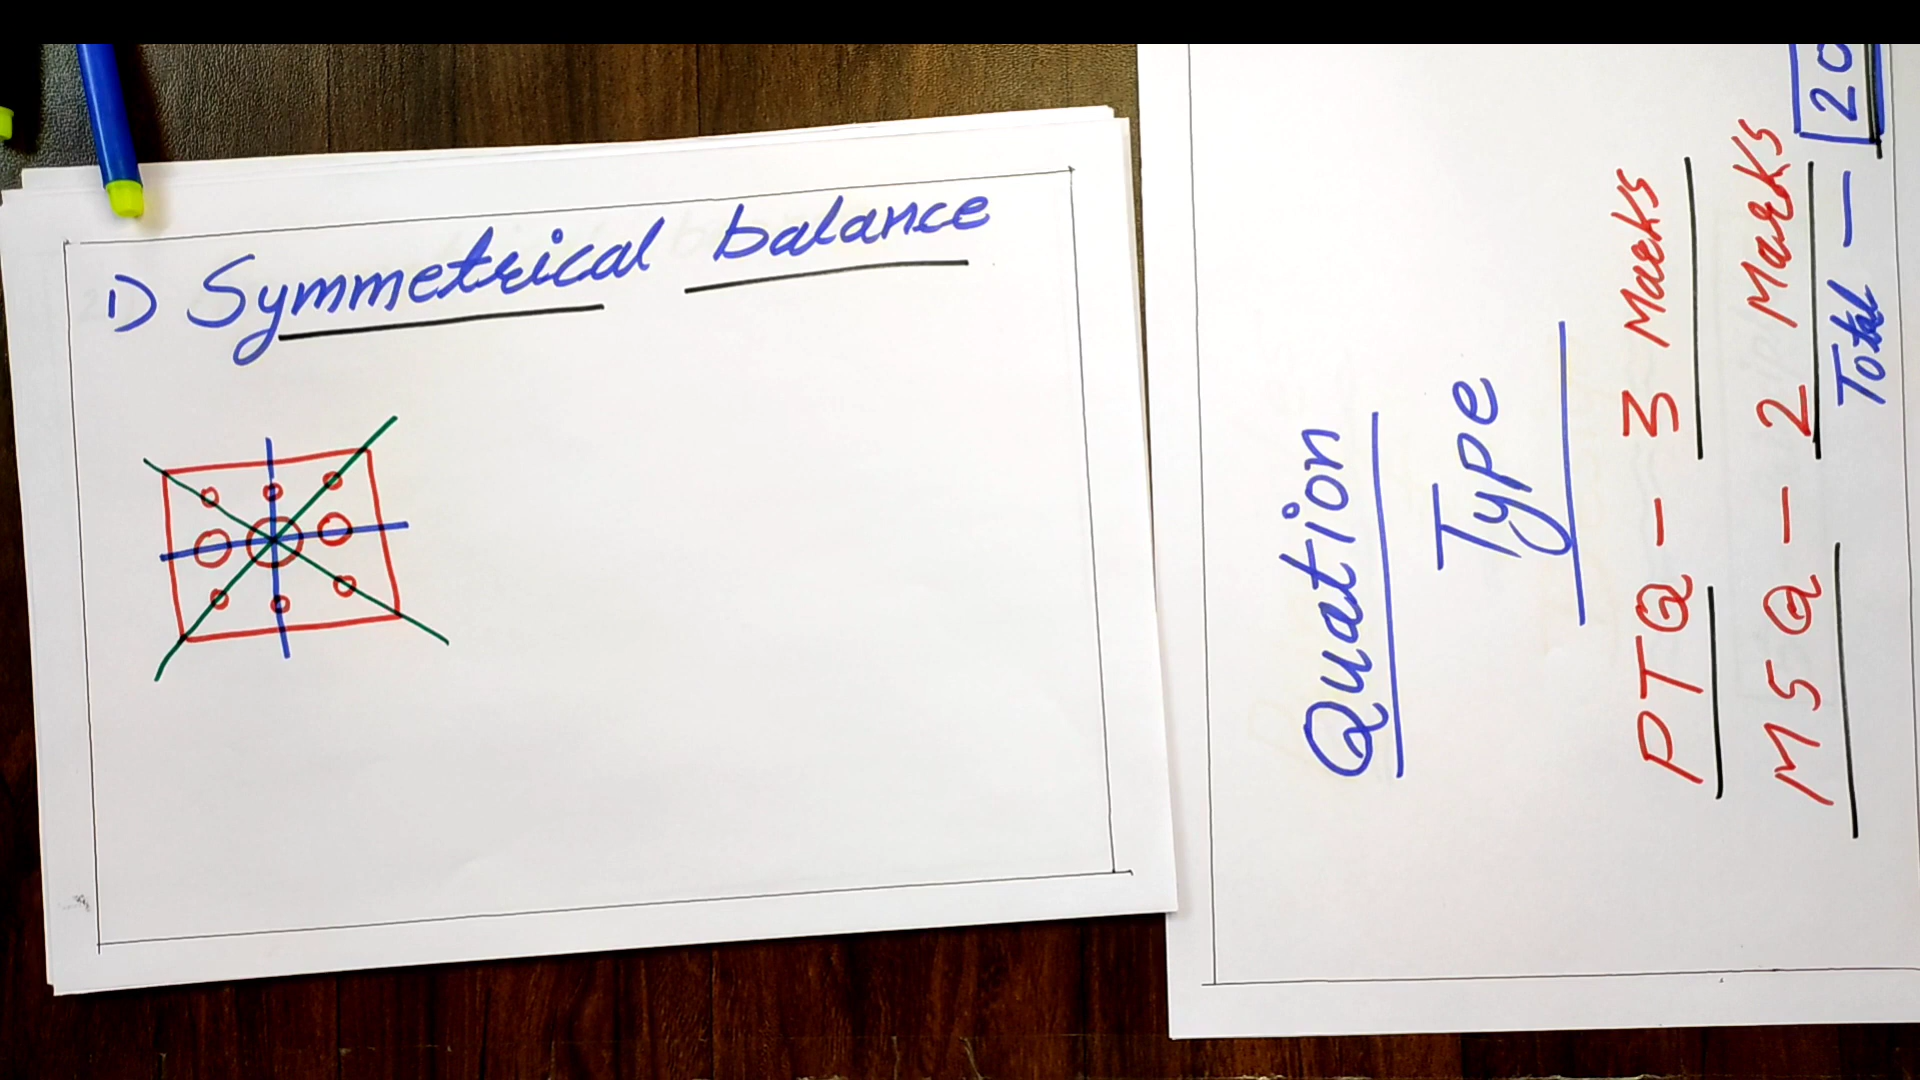 1) Symmetrical balance
Quation
Type
PTQ - 3 Marks
MSQ - 2 Marks
Total - 20